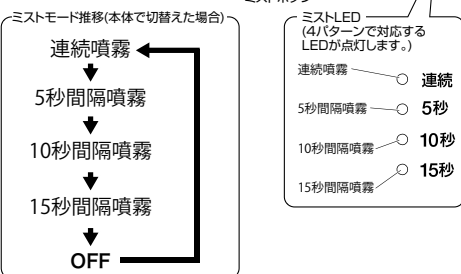 ミストモード推移(本体で切替えた場合)
連続噴霧
5秒間隔噴霧
10秒間隔噴霧
15秒間隔噴霧
OFF
ミストLED
(4パターンで対応する
LEDが点灯します。)
連続噴霧
連続
5秒間隔噴霧
5秒
10秒間隔噴霧
10秒
15秒間隔噴霧
15秒